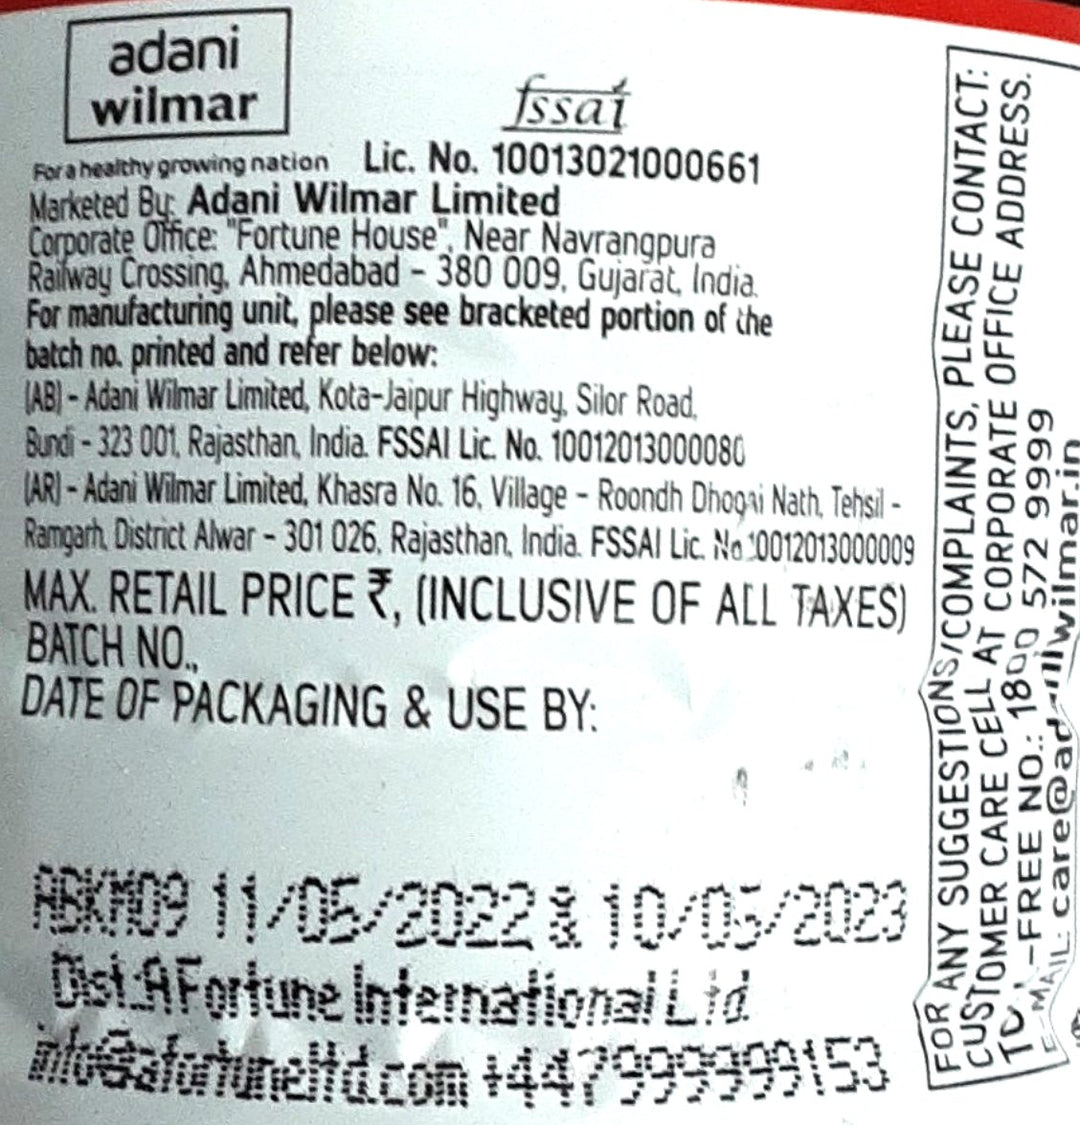 adani
wilmar
fssai
For a healthy growing nation Lic. No. 10013021000661
Marketed By: Adani Wilmar Limited
Corporate Office: "Fortune House", Near Navrangpura
Railway Crossing, Ahmedabad - 380 009, Gujarat, India.
For manufacturing unit, please see bracketed portion of the
batch no. printed and refer below:
(AB) - Adani Wilmar Limited, Kota-Jaipur Highway, Silor Road,
Bundi - 323 001, Rajasthan, India. FSSAI Lic. No. 10012013000080
(AR) - Adani Wilmar Limited, Khasra No. 16, Village - Roondh Dhogai Nath, Tehsil -
Ramgarh, District Alwar - 301 026, Rajasthan, India. FSSAI Lic. No 10012013000009
MAX. RETAIL PRICE ₹, (INCLUSIVE OF ALL TAXES)
BATCH NO.,
DATE OF PACKAGING & USE BY:
ABKM09 11/05/2022 & 10/05/2023
Dist.:A Fortune International Ltd.
info@afortuneltd.com +447999999153
FOR ANY SUGGESTIONS/COMPLAINTS, PLEASE CONTACT:
CUSTOMER CARE CELL AT CORPORATE OFFICE ADDRESS.
TOLL-FREE NO.: 1800 572 9999
E-MAIL: care@adaniwilmar.in